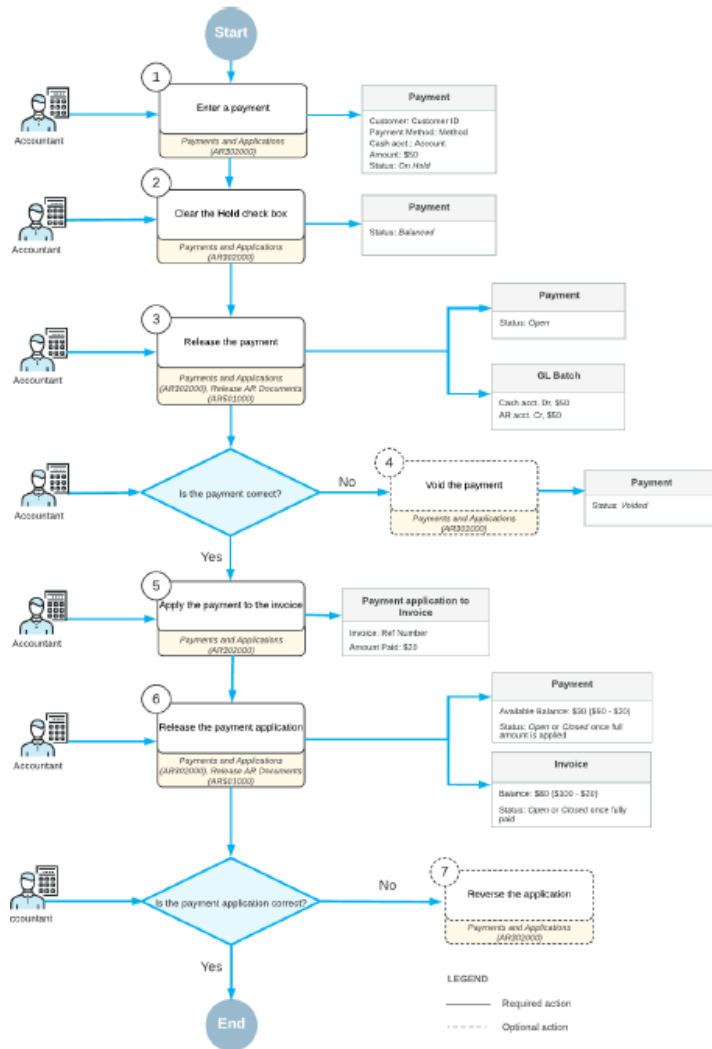 Start
1
Enter a payment
Payments and Applications
(AR302000)
Accountant
Payment
Customer: Customer ID
Payment Method: Method
Cash acct.: Account
Amount: $50
Status: On Hold
2
Clear the Hold check box
Payments and Applications
(AR302000)
Accountant
Payment
Status: Balanced
3
Release the payment
Payments and Applications
(AR302000), Release AR Documents
(AR501000)
Accountant
Payment
Status: Open
GL Batch
Cash acct. Dr, $50
AR acct. Cr, $50
Is the payment correct?
Accountant
No
4
Void the payment
Payments and Applications
(AR302000)
Payment
Status: Voided
Yes
5
Apply the payment to the invoice
Payments and Applications
(AR302000)
Accountant
Payment application to
Invoice
Invoice: Ref Number
Amount Paid: $20
6
Release the payment application
Payments and Applications
(AR302000), Release AR Documents
(AR501000)
Accountant
Payment
Available Balance: $30 ($50 - $20)
Status: Open or Closed once full
amount is applied
Invoice
Balance: $80 ($100 - $20)
Status: Open or Closed once fully
paid
Is the payment application correct?
ccountant
No
7
Reverse the application
Payments and Applications
(AR302000)
Yes
End
LEGEND
Required action
Optional action